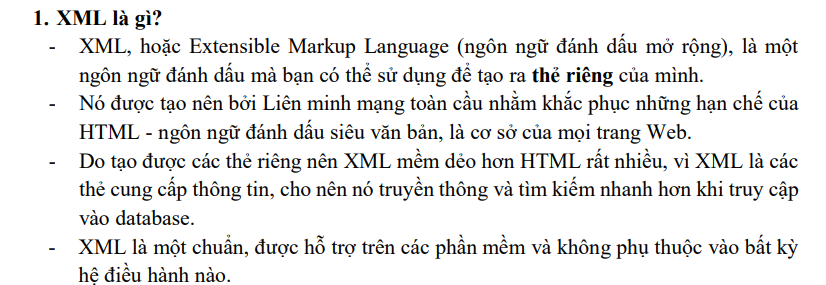 1. XML là gì?
- XML, hoặc Extensible Markup Language (ngôn ngữ đánh dấu mở rộng), là một
ngôn ngữ đánh dấu mà bạn có thể sử dụng để tạo ra thẻ riêng của mình.
- Nó được tạo nên bởi Liên minh mạng toàn cầu nhằm khắc phục những hạn chế của
HTML - ngôn ngữ đánh dấu siêu văn bản, là cơ sở của mọi trang Web.
- Do tạo được các thẻ riêng nên XML mềm dẻo hơn HTML rất nhiều, vì XML là các
thẻ cung cấp thông tin, cho nên nó truyền thông và tìm kiếm nhanh hơn khi truy cập
vào database.
- XML là một chuẩn, được hỗ trợ trên các phần mềm và không phụ thuộc vào bất kỳ
hệ điều hành nào.